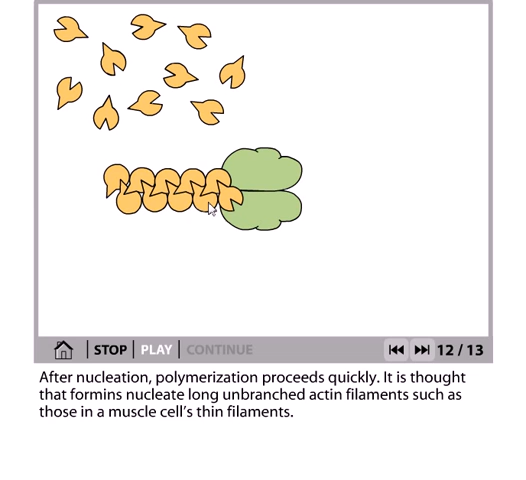 STOP PLAY CONTINUE 12 / 13
After nucleation, polymerization proceeds quickly. It is thought
that formins nucleate long unbranched actin filaments such as
those in a muscle cell's thin filaments.